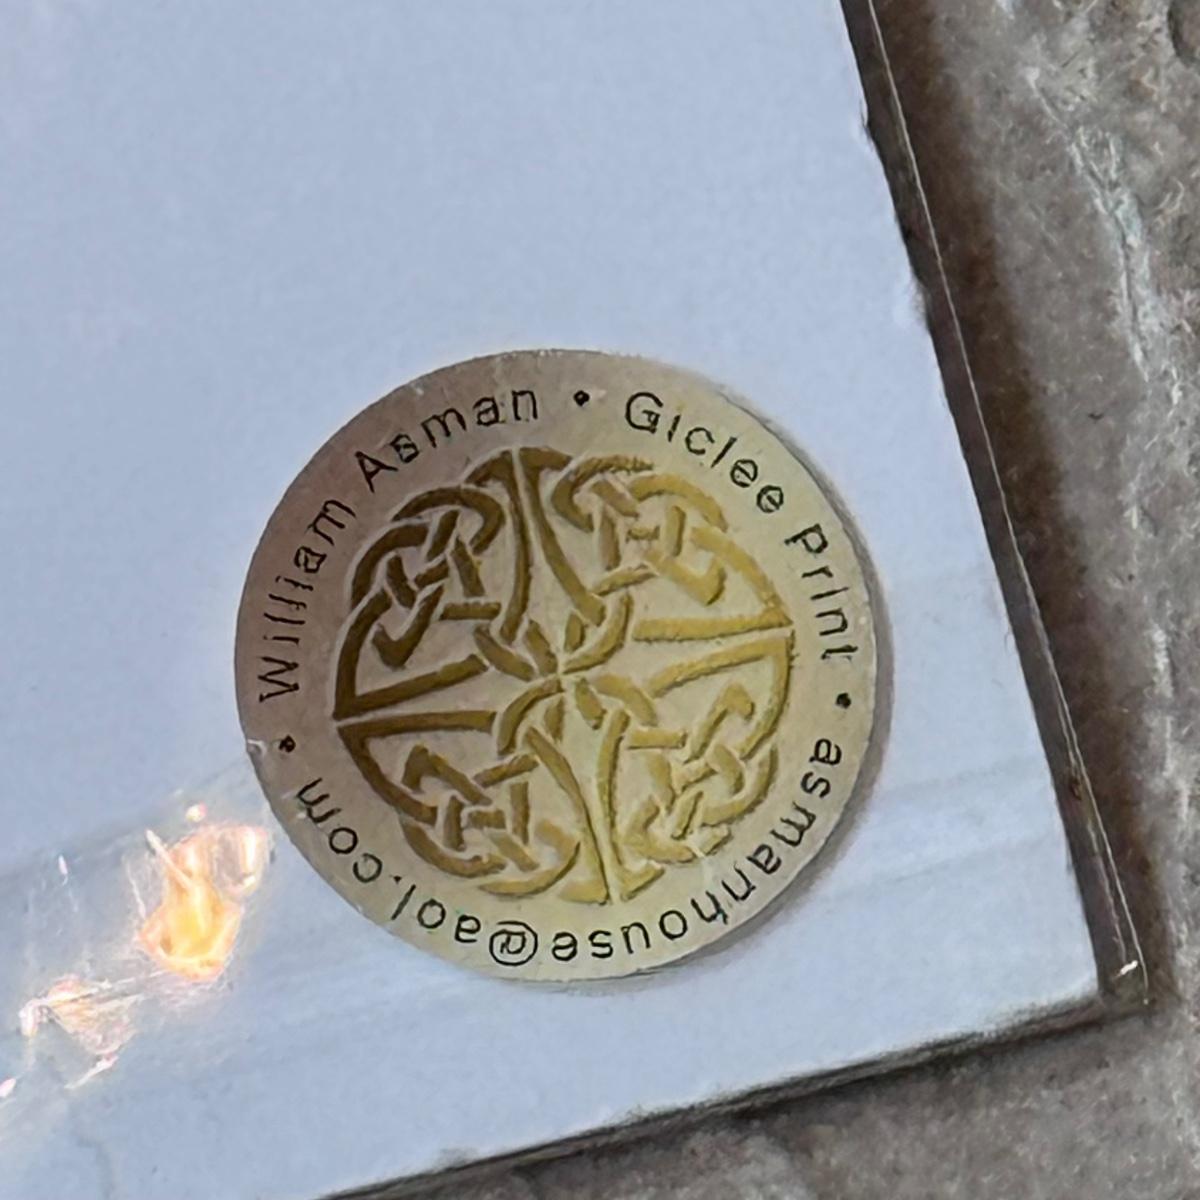 William Asman • Giclee Print • asmanhouse@aol.com •